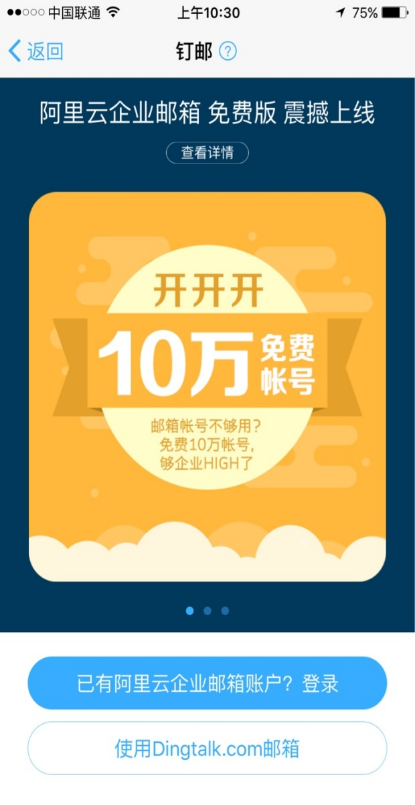 中国联通 上午10:30 75%
返回 钉邮 ?
阿里云企业邮箱 免费版 震撼上线
查看详情
开开开
10万 免费帐号
邮箱帐号不够用?
免费10万帐号,
够企业HIGH了
已有阿里云企业邮箱账户? 登录
使用Dingtalk.com邮箱